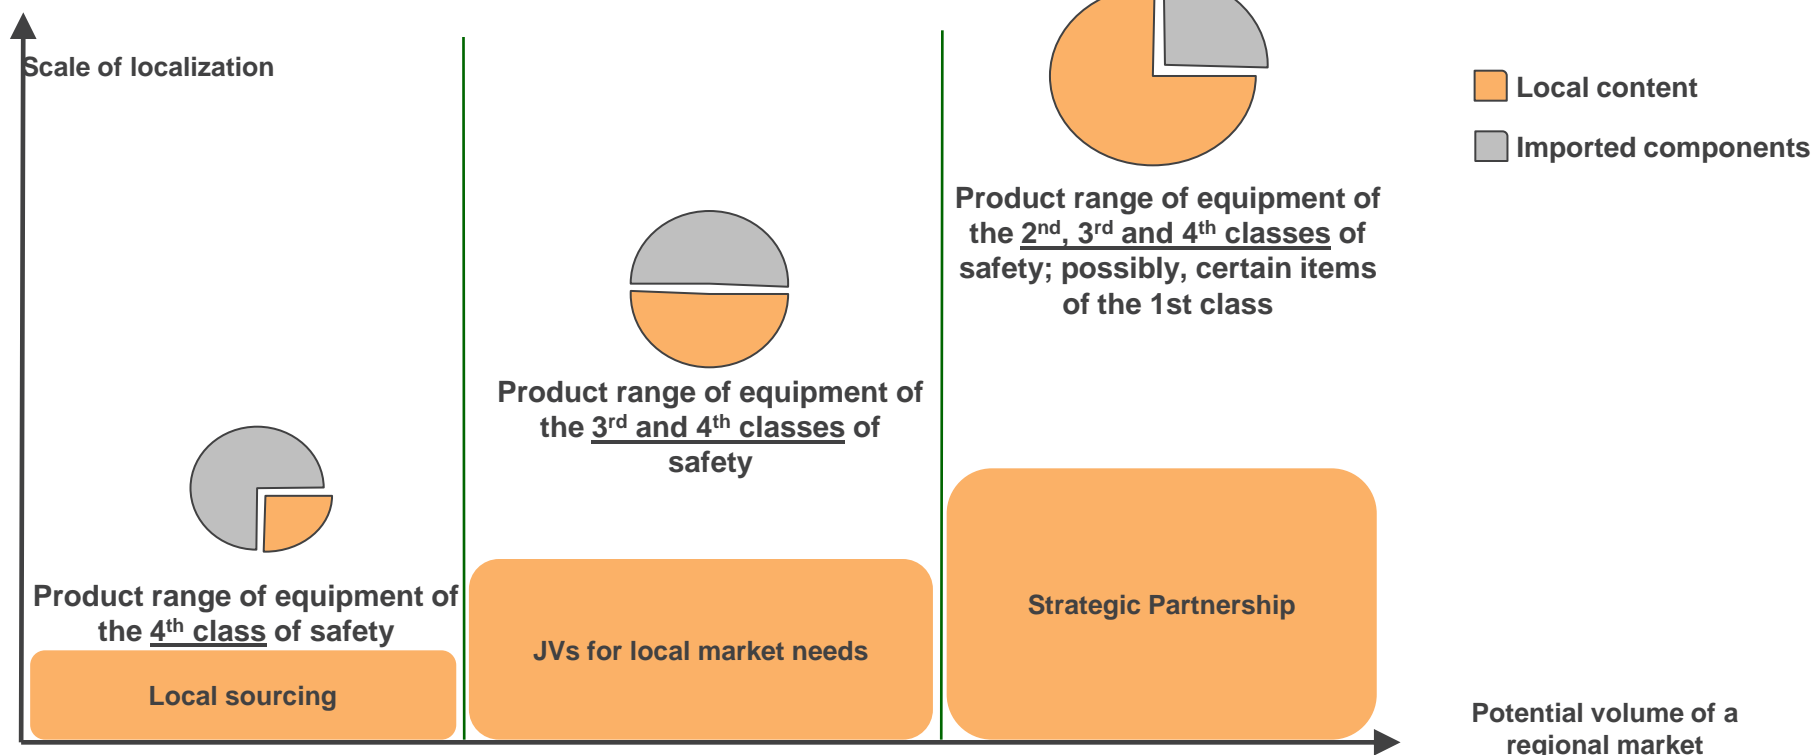 Scale of localization
Local content
Imported components
Product range of equipment of
the 2nd, 3rd and 4th classes of
safety; possibly, certain items
of the 1st class
Product range of equipment of
the 3rd and 4th classes of
safety
Product range of equipment of
the 4th class of safety
Local sourcing
JVs for local market needs
Strategic Partnership
Potential volume of a
regional market